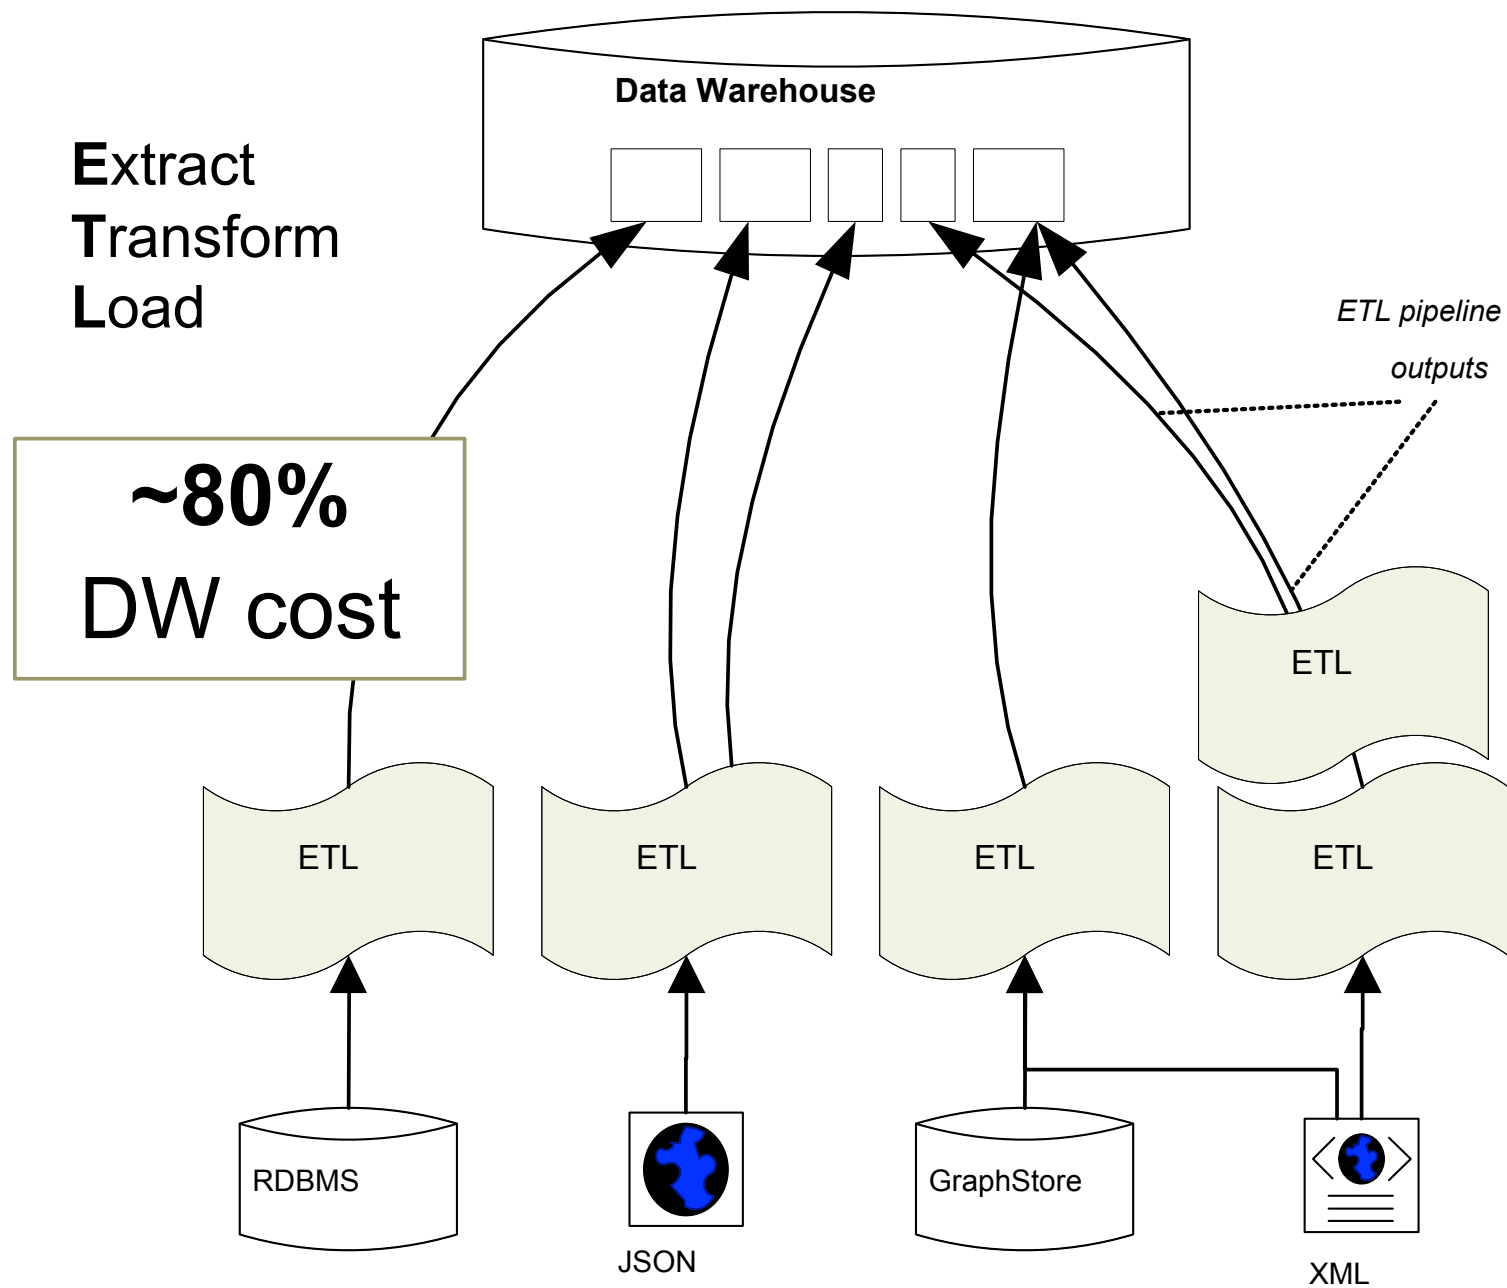 Data Warehouse
Extract
Transform
Load
ETL pipeline
outputs
~80%
DW cost
ETL
ETL
ETL
ETL
ETL
RDBMS
GraphStore
JSON
XML